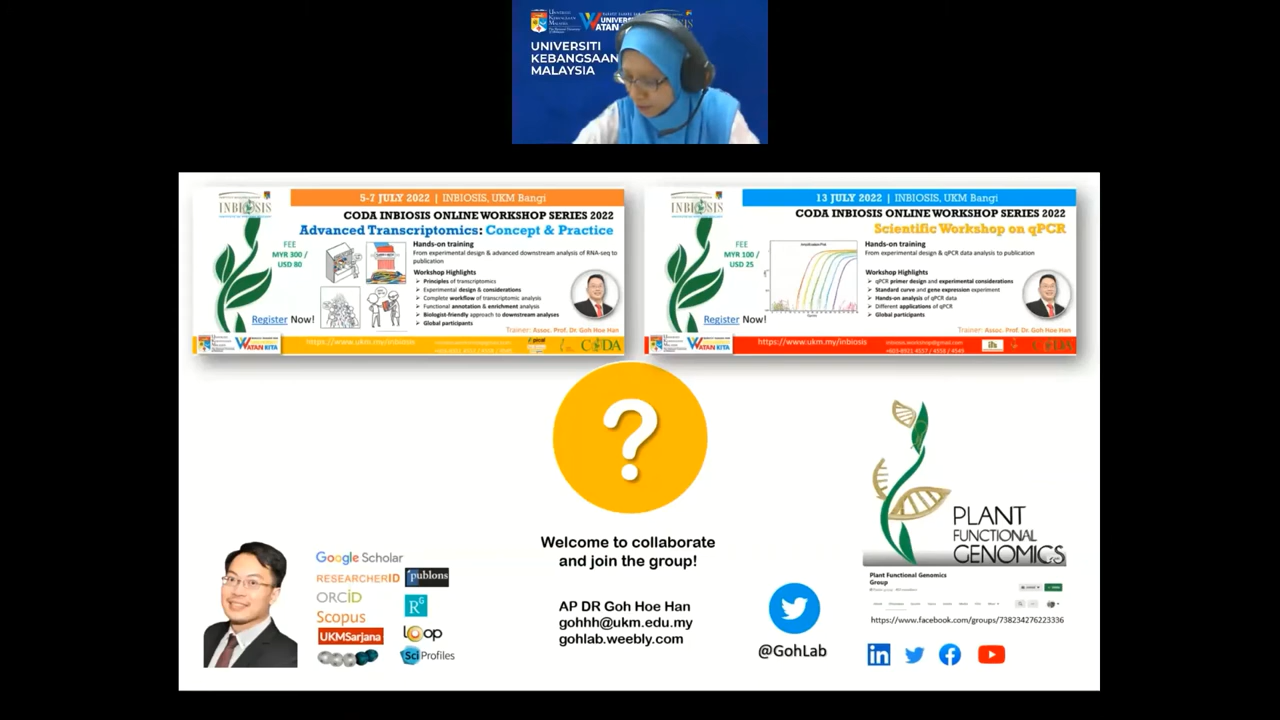 UNIVERSITI
KEBANGSAAN
MALAYSIA
UNIVERS
WATAN K
INBIOSIS
5-7 JULY 2022 | INBIOSIS, UKM Bangi
CODA INBIOSIS ONLINE WORKSHOP SERIES 2022
Advanced Transcriptomics: Concept & Practice
FEE
MYR 300 /
USD 80
Hands-on training
From experimental design & advanced downstream analysis of RNA-seq to
publication
Workshop Highlights
Principles of transcriptomics
Experimental design & considerations
Complete workflow of transcriptomic analysis
Functional annotation & enrichment analysis
Biologist-friendly approach to downstream analyses
Global participants
Register Now!
Trainer: Assoc. Prof. Dr. Goh Hoe Han
WATAN KITA
https://www.ukm.my/inbiosis
CODA
INBIOSIS
13 JULY 2022 | INBIOSIS, UKM Bangi
CODA INBIOSIS ONLINE WORKSHOP SERIES 2022
Scientific Workshop on qPCR
FEE
MYR 100 /
USD 25
Hands-on training
From experimental design & qPCR data analysis to publication
Workshop Highlights
qPCR primer design and experimental considerations
Standard curve and gene expression experiment
Hands-on analysis of qPCR data
Different applications of qPCR
Global participants
Register Now!
Trainer: Assoc. Prof. Dr. Goh Hoe Han
WATAN KITA
https://www.ukm.my/inbiosis
?
Google Scholar
RESEARCHERID
publons
ORCID
RG
Scopus
UKMSarjana
Loop
SciProfiles
Welcome to collaborate
and join the group!
AP DR Goh Hoe Han
gohhh@ukm.edu.my
gohlab.weebly.com
@GohLab
PLANT
FUNCTIONAL
GENOMICS
Plant Functional Genomics
Group
https://www.facebook.com/groups/738234276223336
in
f